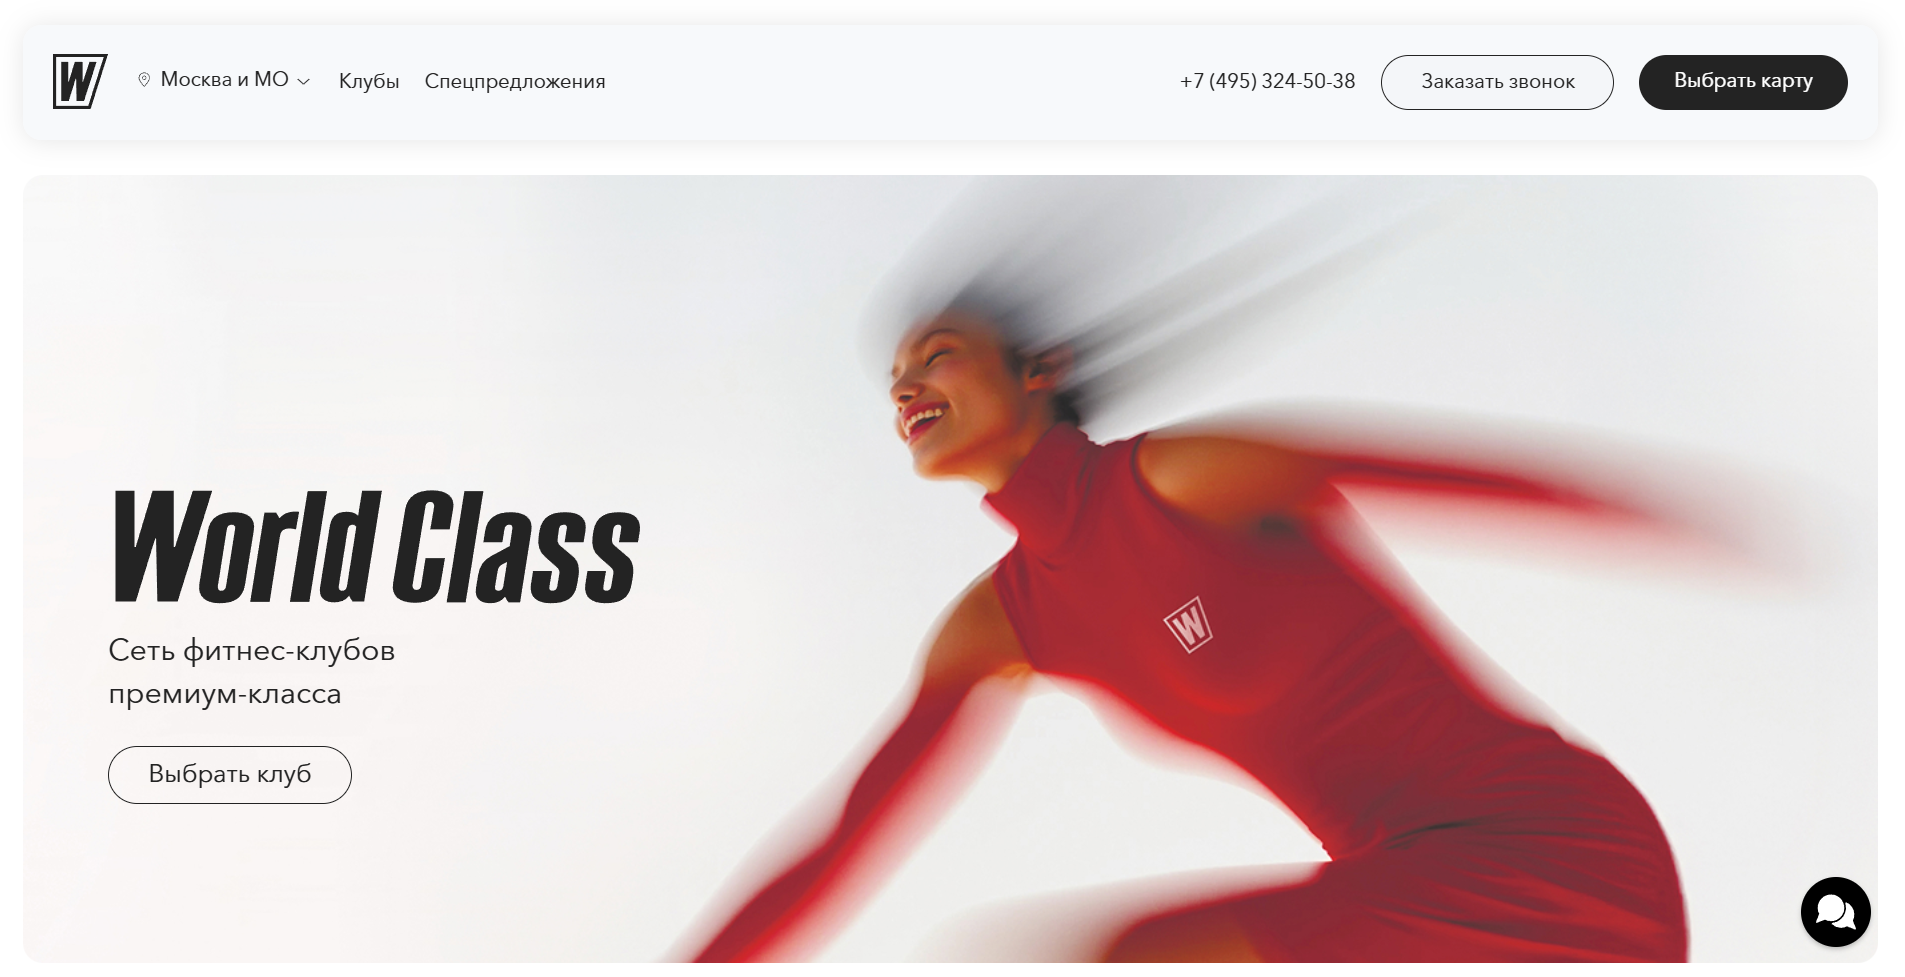 W
Москва и МО
Клубы
Спецпредложения
+7 (495) 324-50-38
Заказать звонок
Выбрать карту
World Class
Сеть фитнес-клубов
премиум-класса
Выбрать клуб
W